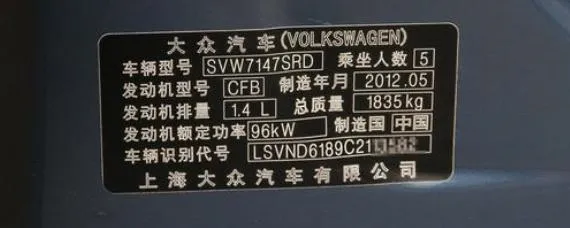 大众汽车(VOLKSWAGEN)
车辆型号 SVW7147SRD 乘坐人数 5
发动机型号 CFB 制造年月 2012.05
发动机排量 1.4 L 总质量 1835kg
发动机额定功率 96kW 制造国 中国
车辆识别代号 LSVND6189C21
上海大众汽车有限公司